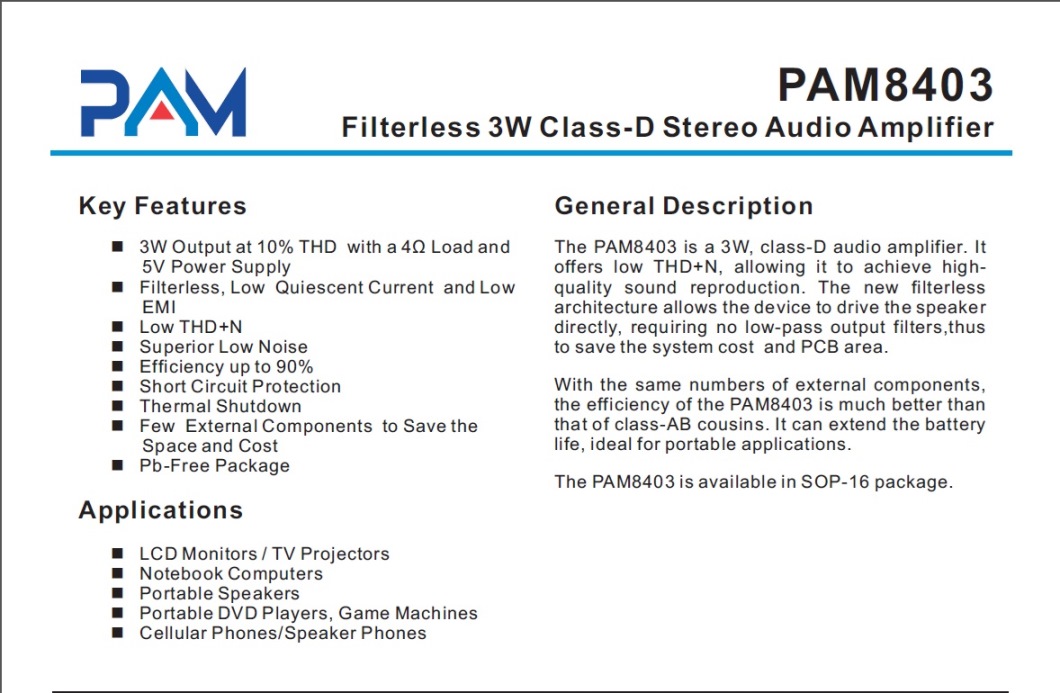 PAM
PAM8403
Filterless 3W Class-D Stereo Audio Amplifier
Key Features
■ 3W Output at 10% THD with a 4Ω Load and
5V Power Supply
■ Filterless, Low Quiescent Current and Low
EMI
■ Low THD+N
■ Superior Low Noise
■ Efficiency up to 90%
■ Short Circuit Protection
■ Thermal Shutdown
■ Few External Components to Save the
Space and Cost
■ Pb-Free Package
Applications
■ LCD Monitors / TV Projectors
■ Notebook Computers
■ Portable Speakers
■ Portable DVD Players, Game Machines
■ Cellular Phones/Speaker Phones
General Description
The PAM8403 is a 3W, class-D audio amplifier. It
offers low THD+N, allowing it to achieve high-
quality sound reproduction. The new filterless
architecture allows the device to drive the speaker
directly, requiring no low-pass output filters,thus
to save the system cost and PCB area.
With the same numbers of external components,
the efficiency of the PAM8403 is much better than
that of class-AB cousins. It can extend the battery
life, ideal for portable applications.
The PAM8403 is available in SOP-16 package.